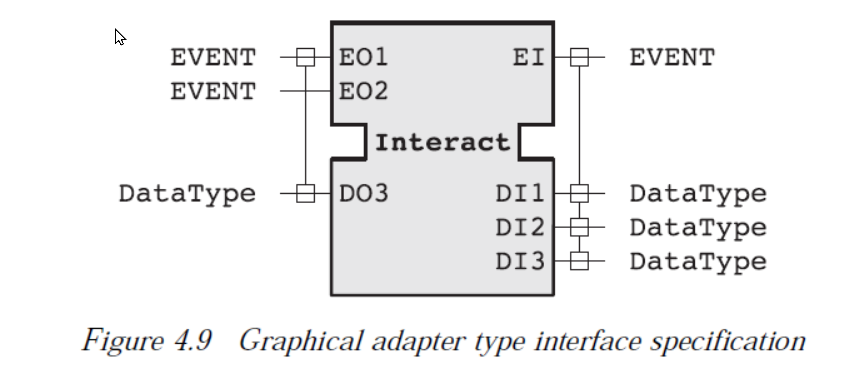 EVENT EO1 EI EVENT
EVENT EO2
Interact
DataType DO3 DI1 DataType
DI2 DataType
DI3 DataType
Figure 4.9 Graphical adapter type interface specification